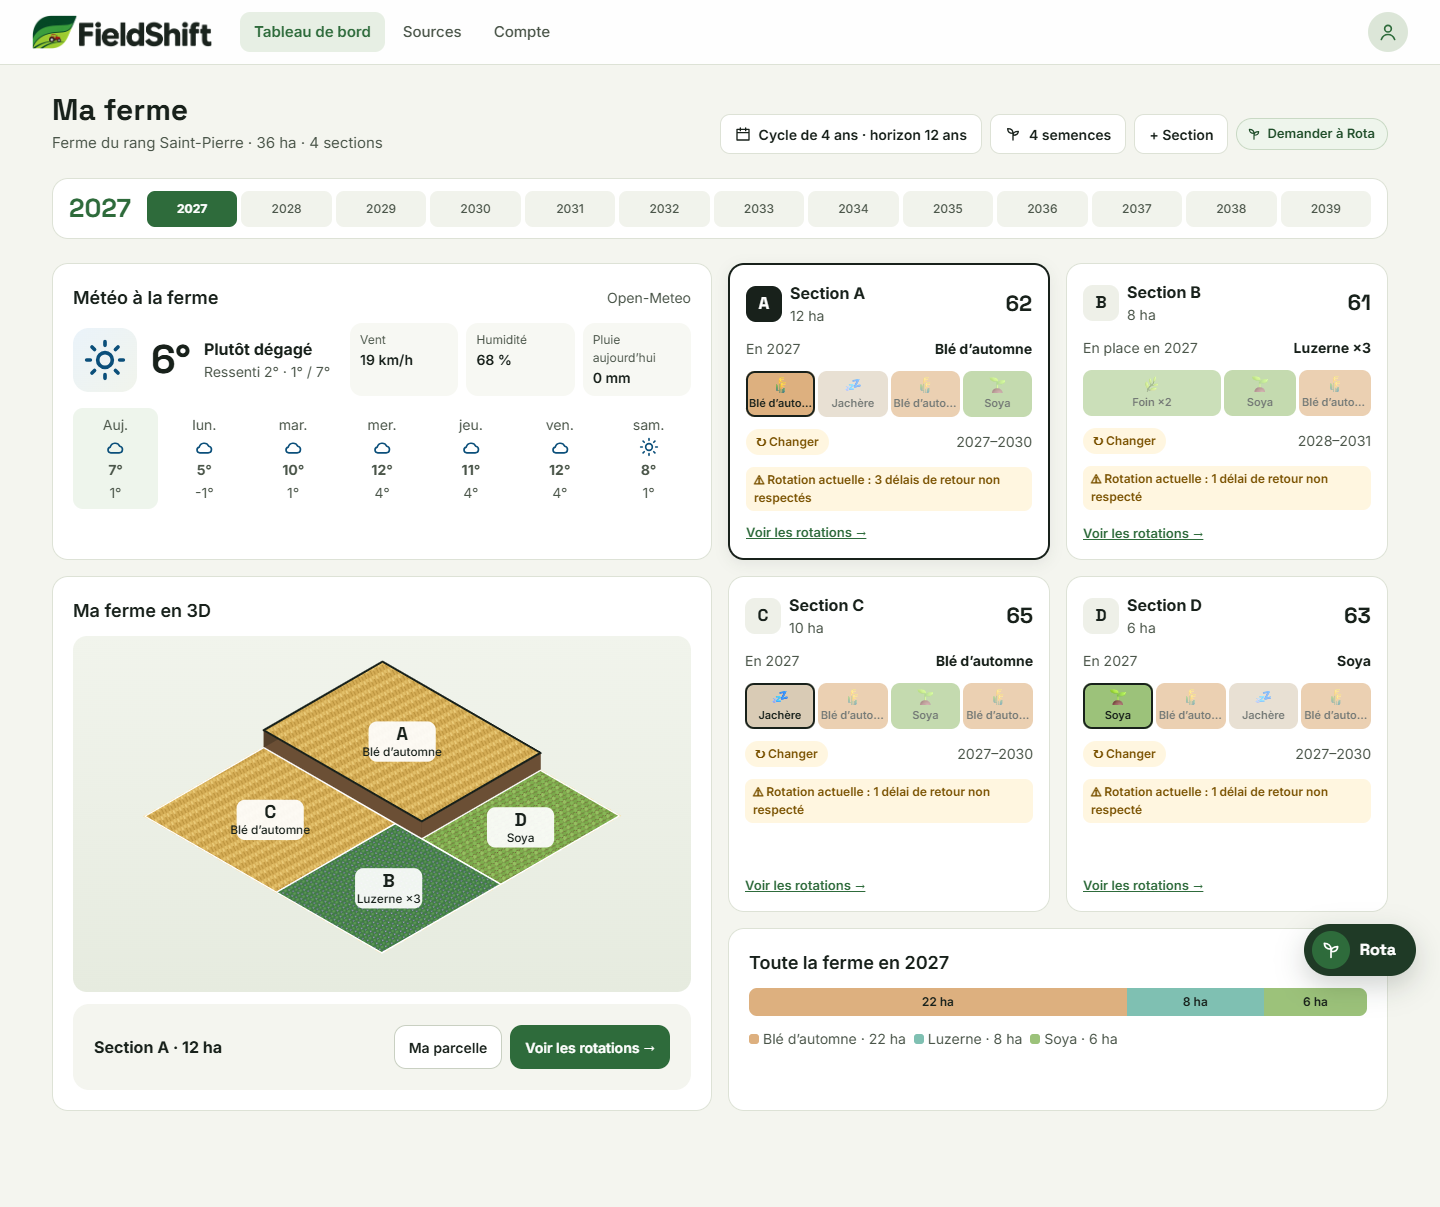 FieldShift
Tableau de bord
Sources
Compte
Ma ferme
Ferme du rang Saint-Pierre · 36 ha · 4 sections
Cycle de 4 ans · horizon 12 ans
4 semences
+ Section
Demander à Rota
2027
2027
2028
2029
2030
2031
2032
2033
2034
2035
2036
2037
2038
2039
Météo à la ferme
Open-Meteo
6°
Plutôt dégagé
Ressenti 2° · 1° / 7°
Vent
19 km/h
Humidité
68 %
Pluie
aujourd’hui
0 mm
Auj.
7°
1°
lun.
5°
-1°
mar.
10°
1°
mer.
12°
4°
jeu.
11°
4°
ven.
12°
4°
sam.
8°
1°
A
Section A
12 ha
62
En 2027
Blé d’automne
Blé d’auto…
Jachère
Blé d’auto…
Soya
↻ Changer
2027–2030
⚠ Rotation actuelle : 3 délais de retour non
respectés
Voir les rotations →
B
Section B
8 ha
61
En place en 2027
Luzerne ×3
Foin ×2
Soya
Blé d’auto…
↻ Changer
2028–2031
⚠ Rotation actuelle : 1 délai de retour non
respecté
Voir les rotations →
Ma ferme en 3D
A
Blé d’automne
C
Blé d’automne
D
Soya
B
Luzerne ×3
Section A · 12 ha
Ma parcelle
Voir les rotations →
C
Section C
10 ha
65
En 2027
Blé d’automne
Jachère
Blé d’auto…
Soya
Blé d’auto…
↻ Changer
2027–2030
⚠ Rotation actuelle : 1 délai de retour non
respecté
Voir les rotations →
D
Section D
6 ha
63
En 2027
Soya
Soya
Blé d’auto…
Jachère
Blé d’auto…
↻ Changer
2027–2030
⚠ Rotation actuelle : 1 délai de retour non
respecté
Voir les rotations →
Rota
Toute la ferme en 2027
22 ha
8 ha
6 ha
Blé d’automne · 22 ha
Luzerne · 8 ha
Soya · 6 ha